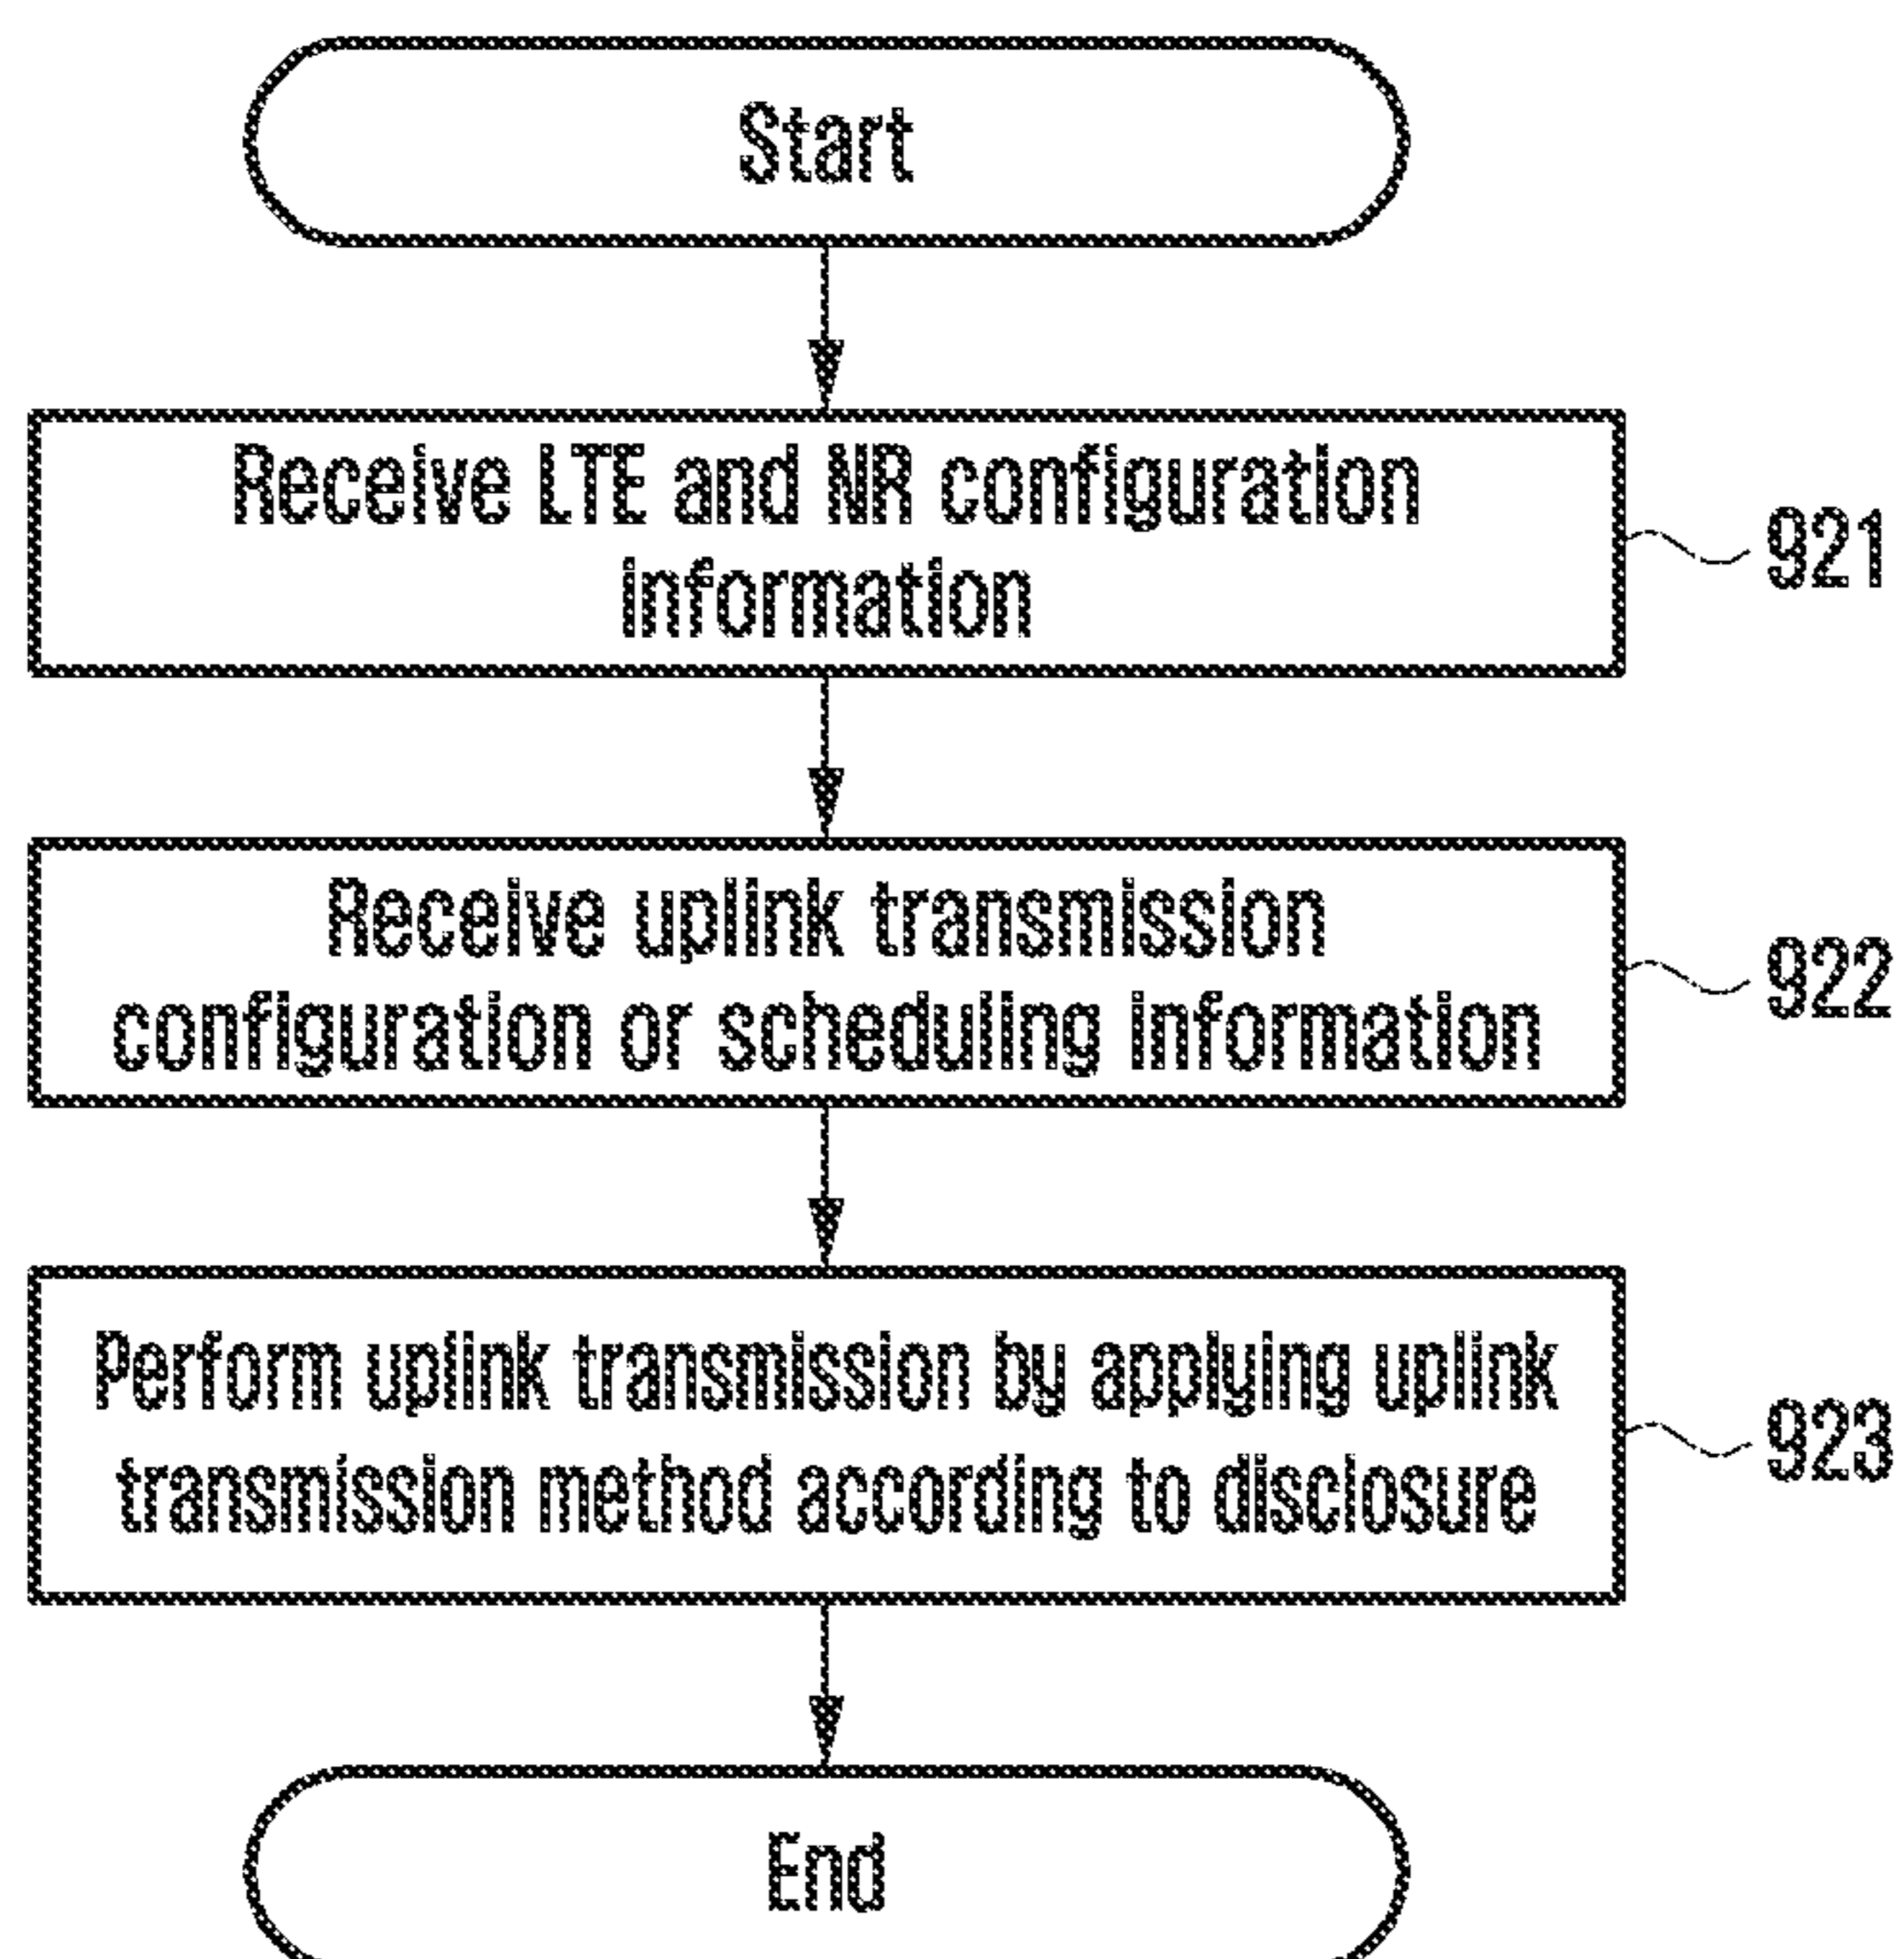 Start
Receive LTE and NR configuration
information
921
Receive uplink transmission
configuration or scheduling information
922
Perform uplink transmission by applying uplink
transmission method according to disclosure
923
End